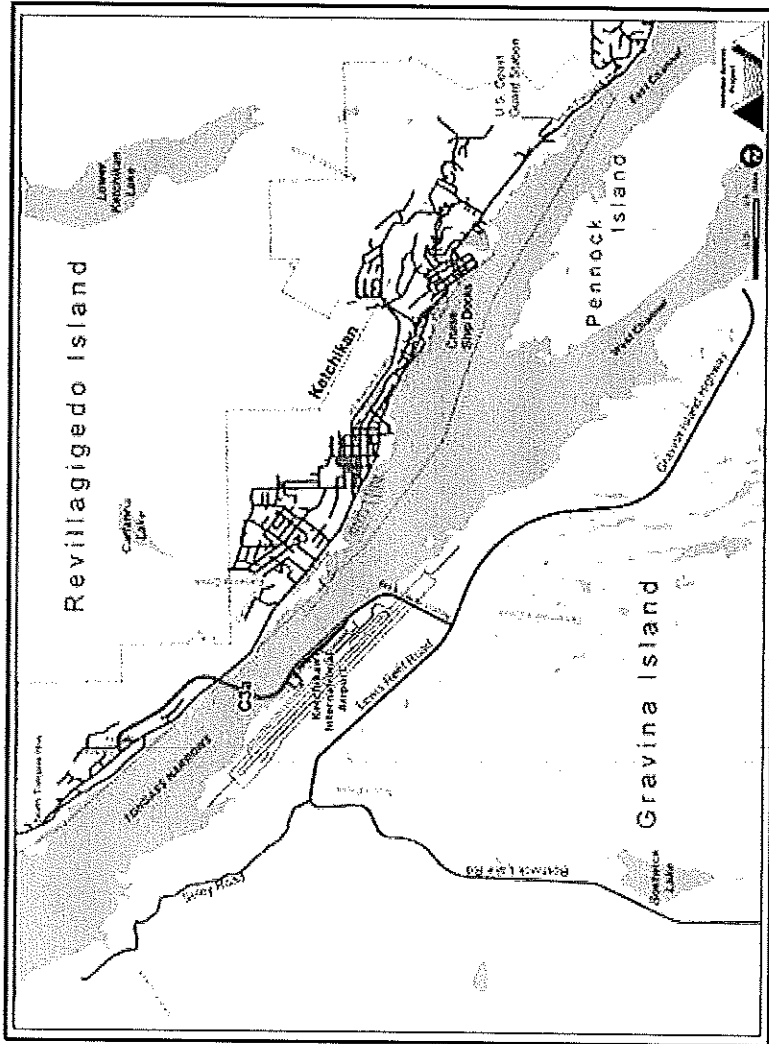 Revillagigedo Island
Lower
Ketchikan
Lake
Carlanna
Lake
Ketchikan
U.S. Coast
Guard Station
East Channel
Cruise
Ship Docks
Pennock
Island
West Channel
TONGASS NARROWS
C3a
Ketchikan
International
Airport
Lewis Reef Road
Gravina Island Highway
Gravina Island
Bostwick Lake Rd
Bostwick
Lake